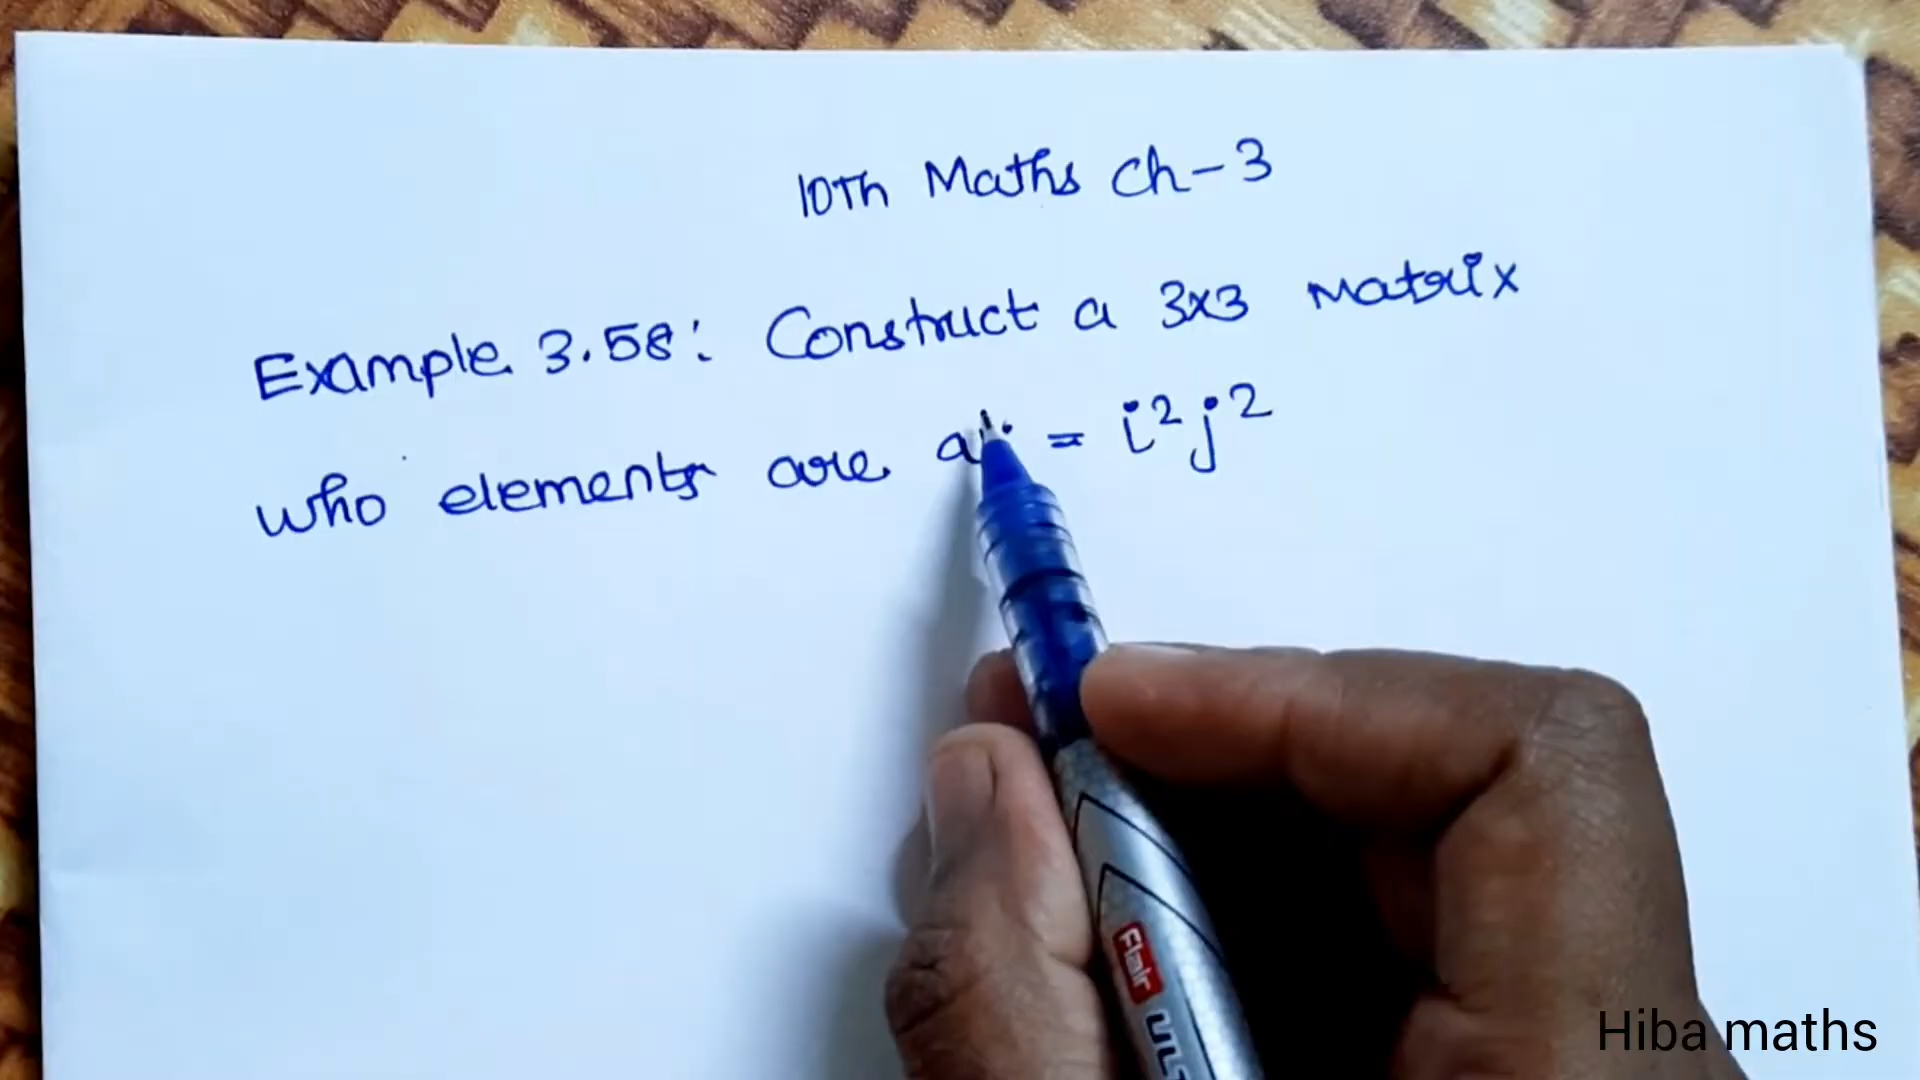 10Th Maths Ch-3
Example 3.58: Construct a 3x3 matrix
who elements are = i²j²
Flair
Hiba maths